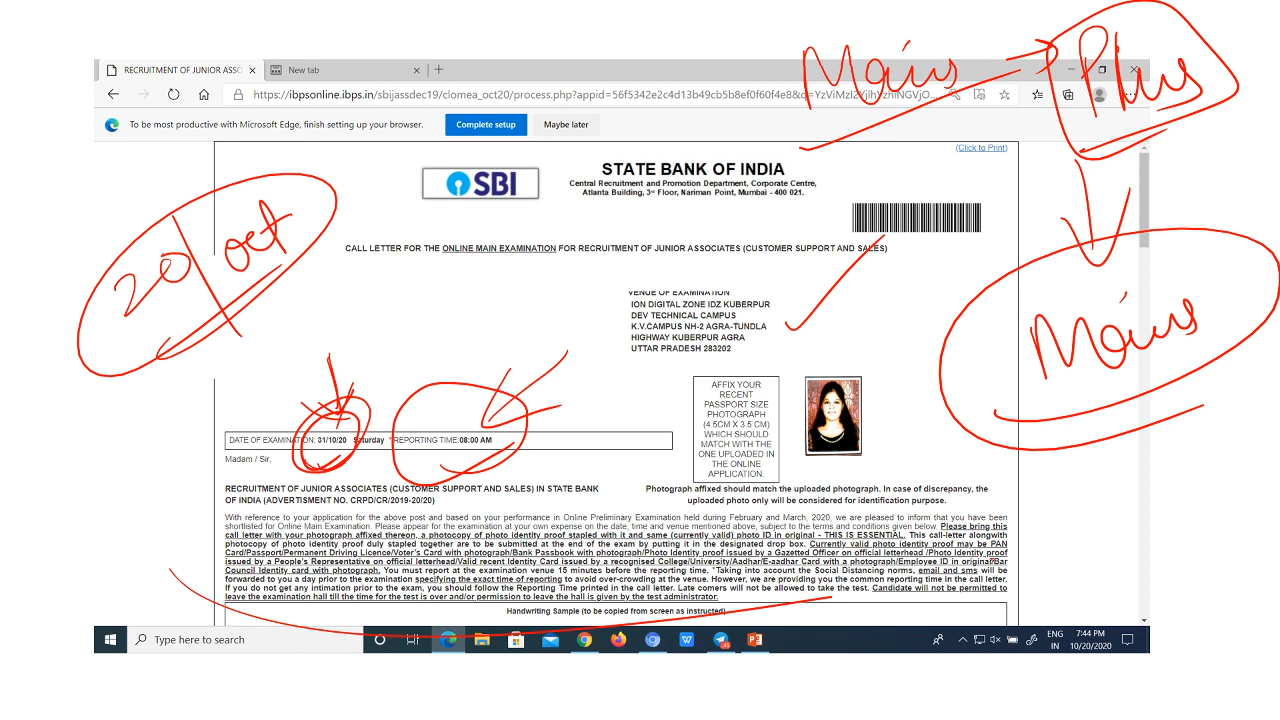 Mains
Plus
RECRUITMENT OF JUNIOR ASSO
New tab
To be most productive with Microsoft Edge, finish setting up your browser.
Complete setup
Maybe later
(Click to Print)
SBI
STATE BANK OF INDIA
Central Recruitment and Promotion Department, Corporate Centre,
Atlanta Building, 3rd Floor, Nariman Point, Mumbai - 400 021.
20 oct
CALL LETTER FOR THE ONLINE MAIN EXAMINATION FOR RECRUITMENT OF JUNIOR ASSOCIATES (CUSTOMER SUPPORT AND SALES)
VENUE OF EXAMINATION
ION DIGITAL ZONE IDZ KUBERPUR
DEV TECHNICAL CAMPUS
K.V.CAMPUS NH-2 AGRA-TUNDLA
HIGHWAY KUBERPUR AGRA
UTTAR PRADESH 283202
Mains
AFFIX YOUR
RECENT
PASSPORT SIZE
PHOTOGRAPH
(4.5CM X 3.5 CM)
WHICH SHOULD
MATCH WITH THE
ONE UPLOADED IN
THE ONLINE
APPLICATION.
DATE OF EXAMINATION: 31/10/20 Saturday *REPORTING TIME:08:00 AM
Madam / Sir,
RECRUITMENT OF JUNIOR ASSOCIATES (CUSTOMER SUPPORT AND SALES) IN STATE BANK
OF INDIA (ADVERTISMENT NO. CRPD/CR/2019-20/20)
Photograph affixed should match the uploaded photograph. In case of discrepancy, the
uploaded photo only will be considered for identification purpose.
With reference to your application for the above post and based on your performance in Online Preliminary Examination held during February and March, 2020, we are pleased to inform that you have been
shortlisted for Online Main Examination. Please appear for the examination at your own expense on the date, time and venue mentioned above, subject to the terms and conditions given below. Please bring this
call letter with your photograph affixed thereon, a photocopy of photo identity proof stapled with it and same (currently valid) photo ID in original - THIS IS ESSENTIAL. This call-letter alongwith
photocopy of photo identity proof duly stapled together are to be submitted at the end of the exam by putting it in the designated drop box. Currently valid photo identity proof may be PAN
Card/Passport/Permanent Driving Licence/Voter's Card with photograph/Bank Passbook with photograph/Photo Identity proof issued by a Gazetted Officer on official letterhead /Photo Identity proof
issued by a People's Representative on official letterhead/Valid recent Identity Card issued by a recognised College/University/Aadhar/E-aadhar Card with a photograph/Employee ID in original/Bar
Council Identity card with photograph. You must report at the examination venue 15 minutes before the reporting time. *Taking into account the Social Distancing norms, email and sms will be
forwarded to you a day prior to the examination specifying the exact time of reporting to avoid over-crowding at the venue. However, we are providing you the common reporting time in the call letter.
If you do not get any intimation prior to the exam, you should follow the Reporting Time printed in the call letter. Late comers will not be allowed to take the test. Candidate will not be permitted to
leave the examination hall till the time for the test is over and/or permission to leave the hall is given by the test administrator.
Handwriting Sample (to be copied from screen as instructed)
Type here to search
ENG
IN
7:44 PM
10/20/2020